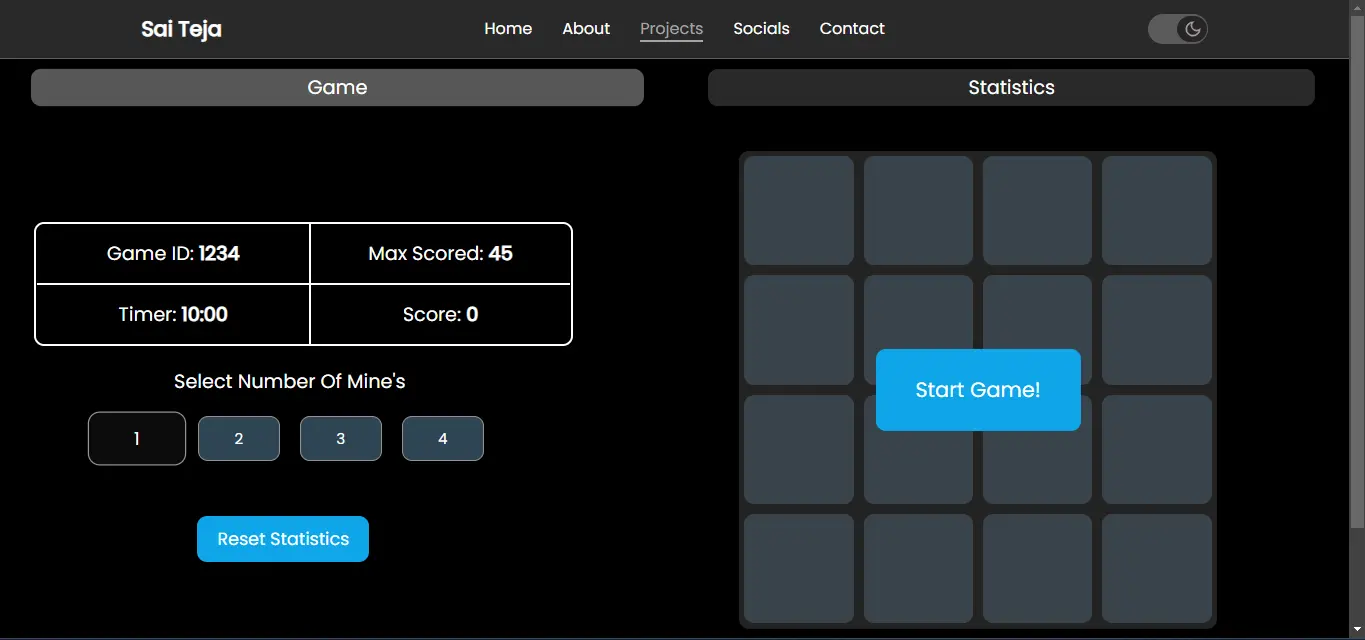 Sai Teja Home About Projects Socials Contact
Game Statistics
Game ID: 1234 Max Scored: 45
Timer: 10:00 Score: 0
Select Number Of Mine's
1 2 3 4
Start Game!
Reset Statistics